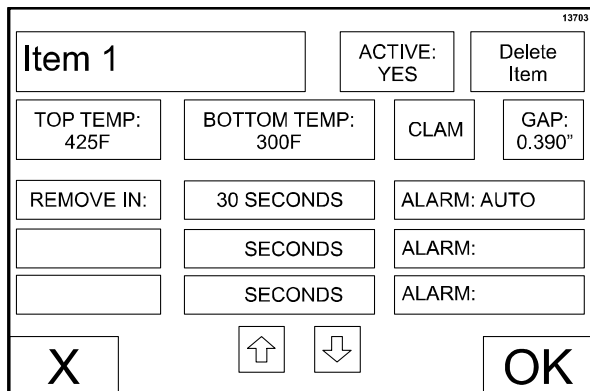 13703
Item 1
ACTIVE:
YES
Delete
Item
TOP TEMP:
425F
BOTTOM TEMP:
300F
CLAM
GAP:
0.390"
REMOVE IN:
30 SECONDS
ALARM: AUTO
SECONDS
ALARM:
SECONDS
ALARM:
X
OK